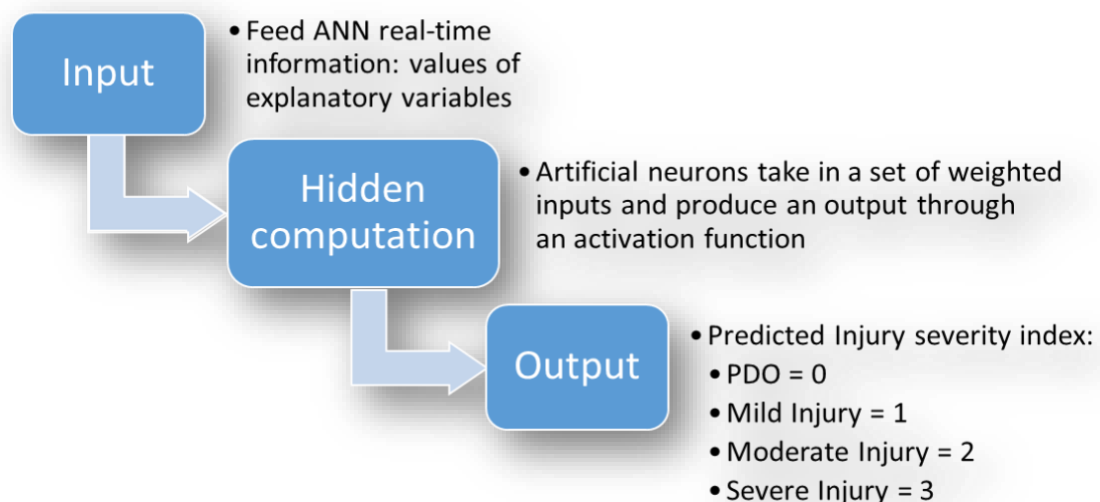 Input
• Feed ANN real-time
information: values of
explanatory variables
Hidden
computation
• Artificial neurons take in a set of weighted
inputs and produce an output through
an activation function
Output
• Predicted Injury severity index:
• PDO = 0
• Mild Injury = 1
• Moderate Injury = 2
• Severe Injury = 3